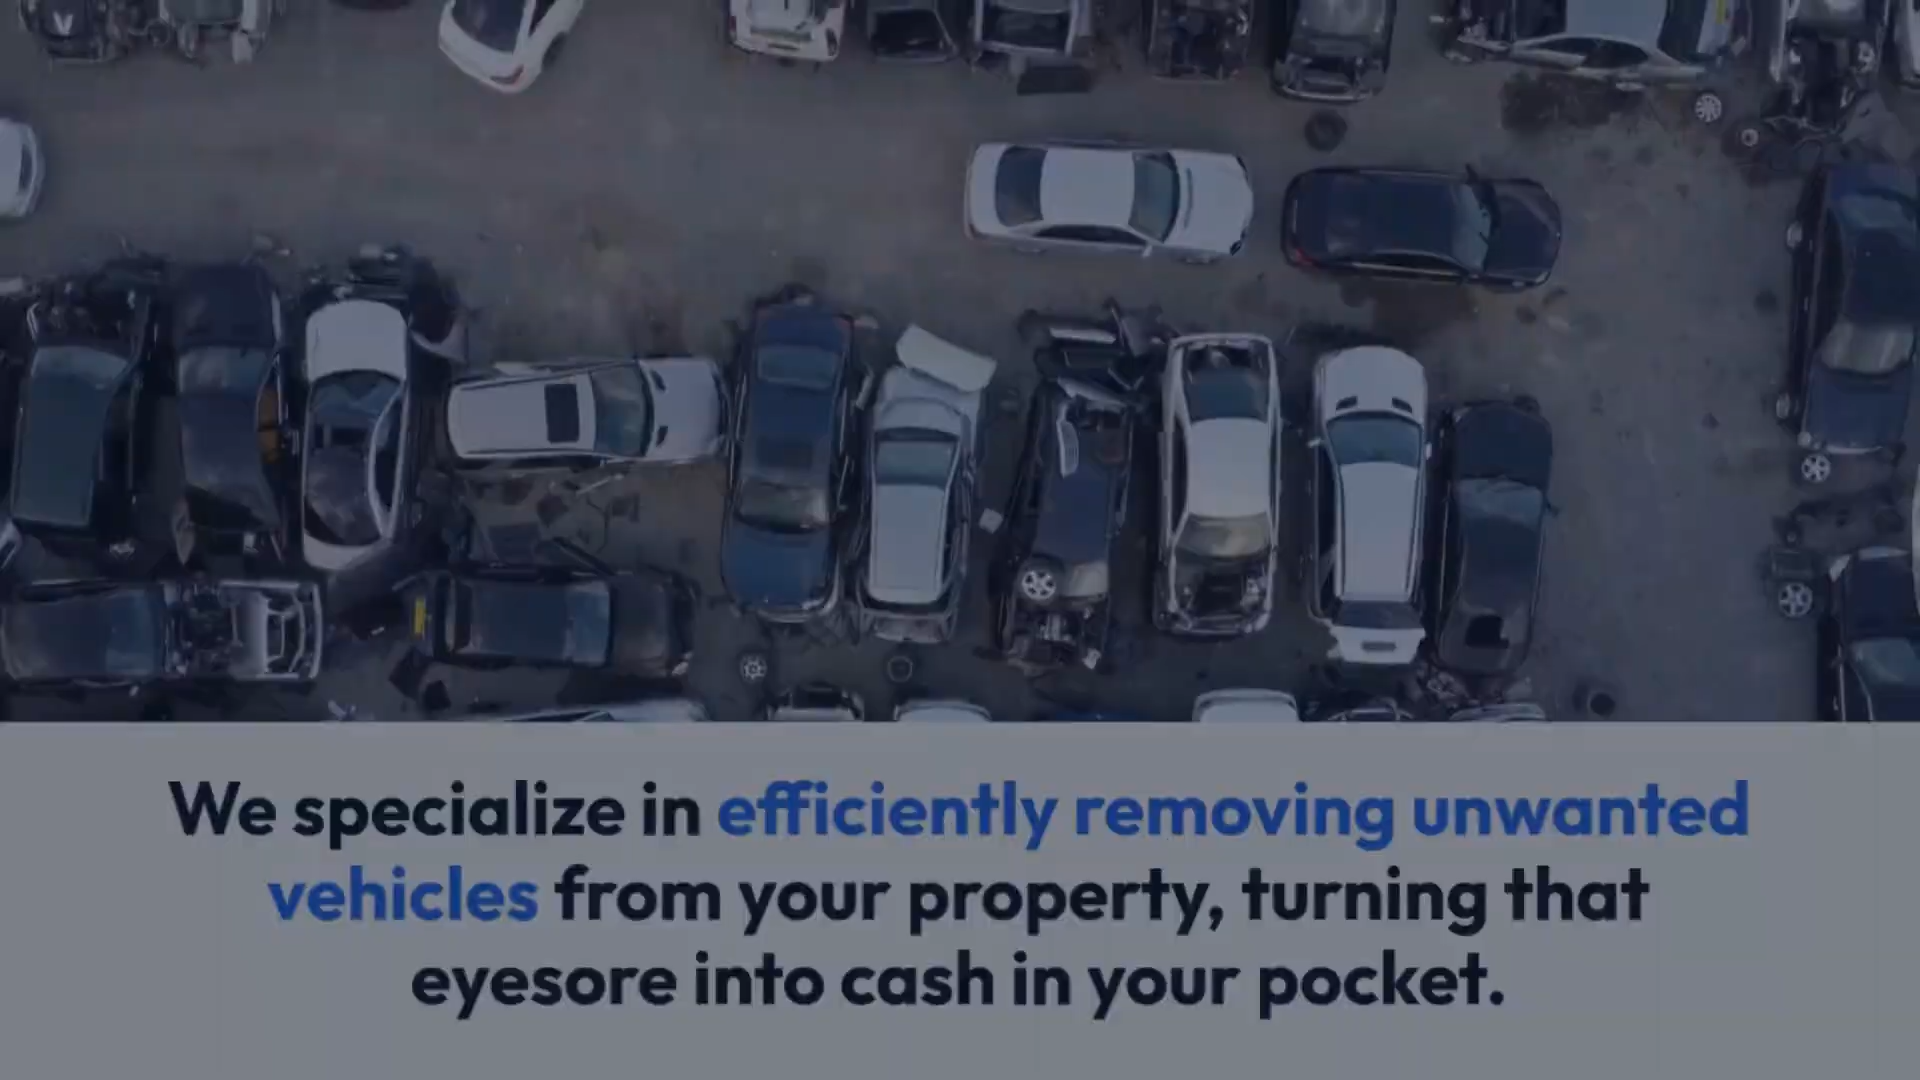 We specialize in efficiently removing unwanted
vehicles from your property, turning that
eyesore into cash in your pocket.